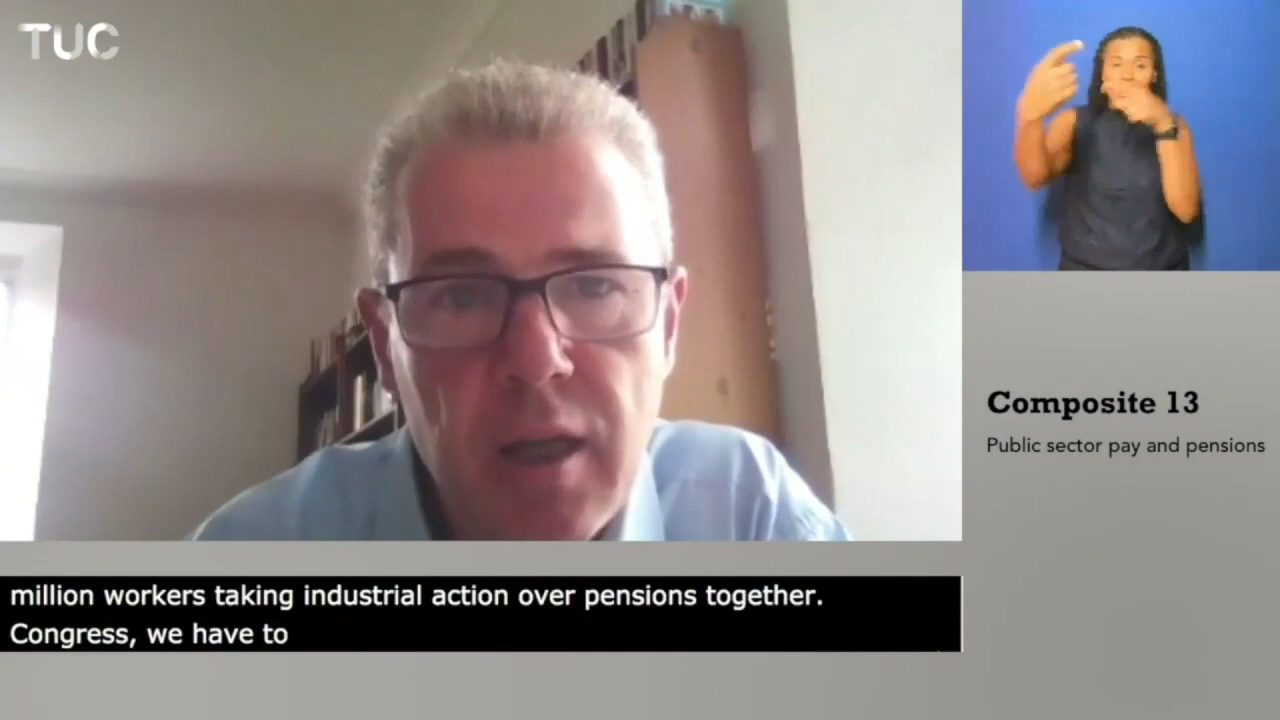 TUC
Composite 13
Public sector pay and pensions
million workers taking industrial action over pensions together.
Congress, we have to